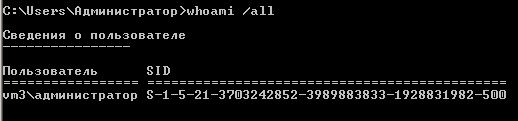 C:\Users\Администратор>whoami /all
Сведения о пользователе
----------------
Пользователь     SID
================ ============================================
vm3\администратор S-1-5-21-3703242852-3989883833-1928831982-500